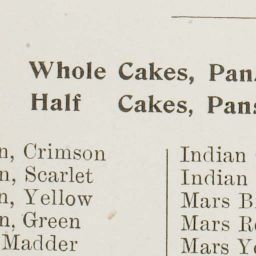 Whole Cakes, Pan
Half Cakes, Pans
n, Crimson
n, Scarlet
n, Yellow
n, Green
Madder
Indian
Indian
Mars B
Mars R
Mars Y